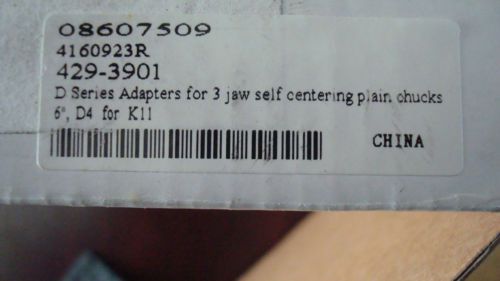 08607509
4160923R
429-3901
D Series Adapters for 3 jaw self centering plain chucks
6", D4 for K11
CHINA